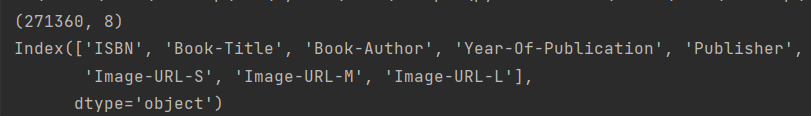 (271360, 8)
Index(['ISBN', 'Book-Title', 'Book-Author', 'Year-Of-Publication', 'Publisher',
'Image-URL-S', 'Image-URL-M', 'Image-URL-L'],
dtype='object')